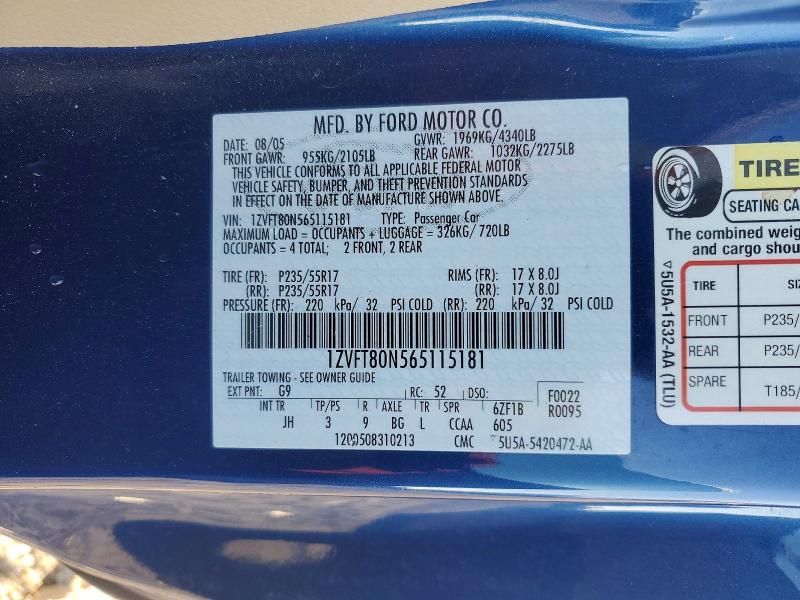 MFD. BY FORD MOTOR CO.
DATE: 08/05 GVWR: 1969KG/4340LB
FRONT GAWR: 955KG/2105LB REAR GAWR: 1032KG/2275LB
THIS VEHICLE CONFORMS TO ALL APPLICABLE FEDERAL MOTOR
VEHICLE SAFETY, BUMPER, AND THEFT PREVENTION STANDARDS
IN EFFECT ON THE DATE OF MANUFACTURE SHOWN ABOVE.
VIN: 1ZVFT80N565115181 TYPE: Passenger Car
MAXIMUM LOAD = OCCUPANTS + LUGGAGE = 326KG/ 720LB
OCCUPANTS = 4 TOTAL; 2 FRONT, 2 REAR
TIRE (FR): P235/55R17 RIMS (FR): 17 X 8.0J
(RR): P235/55R17 (RR): 17 X 8.0J
PRESSURE (FR): 220 kPa/ 32 PSI COLD (RR): 220 kPa/ 32 PSI COLD
1ZVFT80N565115181
TRAILER TOWING - SEE OWNER GUIDE
EXT PNT: G9 RC: 52 DSO: F0022
R0095
INT TR TP/PS R AXLE TR SPR 6ZF1B
JH 3 9 BG L CCAA 605
1209508310213 CMC ▽5U5A-5420472-AA
TIRE
SEATING CA
The combined weig
and cargo shou
TIRE SI
FRONT P235/
REAR P235/
SPARE T185/
▽5U5A-1532-AA (TLU)